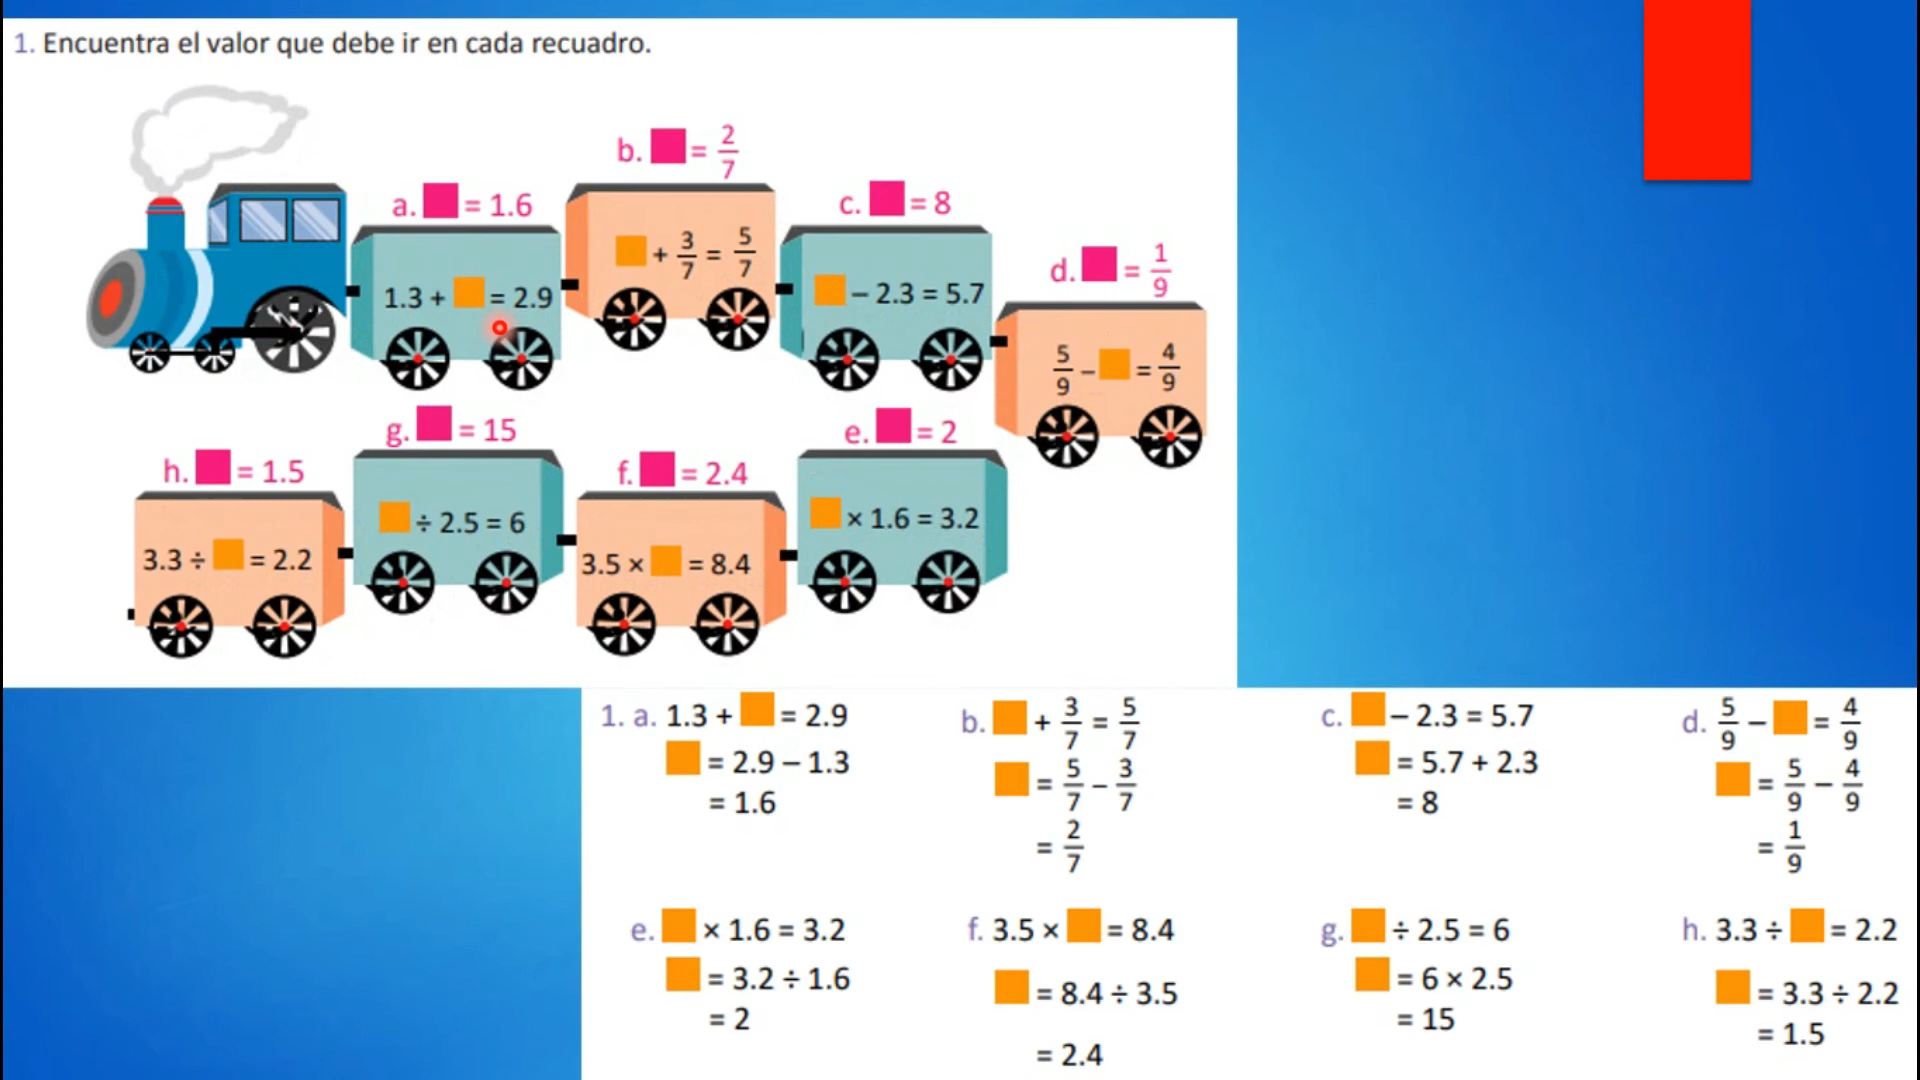 1. Encuentra el valor que debe ir en cada recuadro.
a. ■ = 1.6
b. ■ = 2/7
c. ■ = 8
d. ■ = 1/9
1.3 + ■ = 2.9
■ + 3/7 = 5/7
■ – 2.3 = 5.7
5/9 – ■ = 4/9
h. ■ = 1.5
g. ■ = 15
f. ■ = 2.4
e. ■ = 2
3.3 ÷ ■ = 2.2
■ ÷ 2.5 = 6
3.5 × ■ = 8.4
■ × 1.6 = 3.2
1. a. 1.3 + ■ = 2.9
■ = 2.9 – 1.3
= 1.6
b. ■ + 3/7 = 5/7
■ = 5/7 – 3/7
= 2/7
c. ■ – 2.3 = 5.7
■ = 5.7 + 2.3
= 8
d. 5/9 – ■ = 4/9
■ = 5/9 – 4/9
= 1/9
e. ■ × 1.6 = 3.2
■ = 3.2 ÷ 1.6
= 2
f. 3.5 × ■ = 8.4
■ = 8.4 ÷ 3.5
= 2.4
g. ■ ÷ 2.5 = 6
■ = 6 × 2.5
= 15
h. 3.3 ÷ ■ = 2.2
■ = 3.3 ÷ 2.2
= 1.5